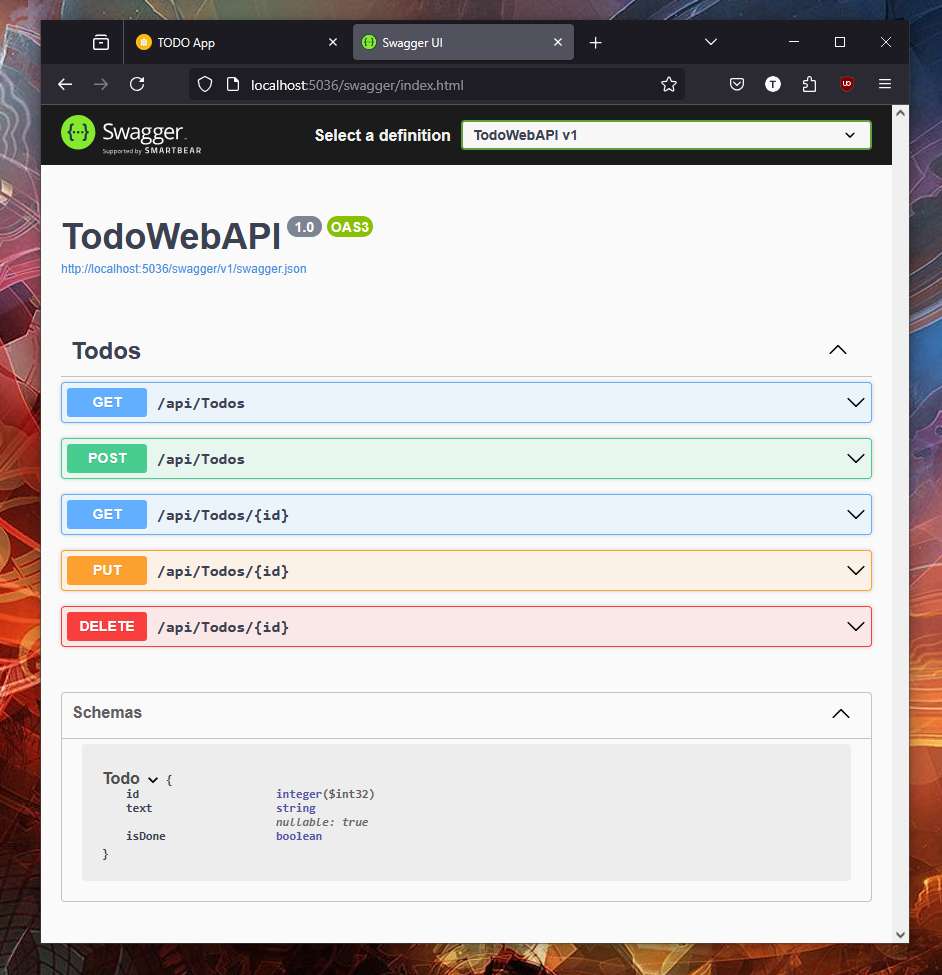 TODO App
Swagger UI
localhost:5036/swagger/index.html
T
UD
{··} Swagger
Supported by SMARTBEAR
Select a definition
TodoWebAPI v1
TodoWebAPI 1.0 OAS3
http://localhost:5036/swagger/v1/swagger.json
Todos
GET /api/Todos
POST /api/Todos
GET /api/Todos/{id}
PUT /api/Todos/{id}
DELETE /api/Todos/{id}
Schemas
Todo {
id integer($int32)
text string
nullable: true
isDone boolean
}